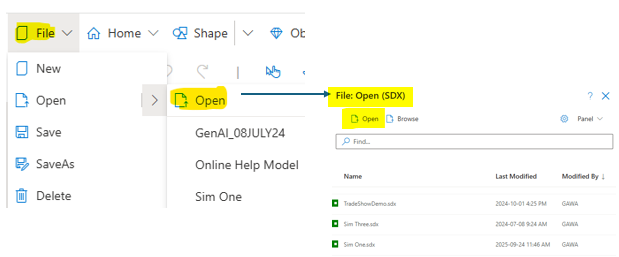 File Home Shape Ob
New
Open
Save
SaveAs
Delete
Open
GenAI_08JULY24
Online Help Model
Sim One
File: Open (SDX) ?
Open Browse Panel
Find...
Name Last Modified Modified By ↓
TradeShowDemo.sdx 2024-10-01 4:25 PM GAWA
Sim Three.sdx 2024-07-08 9:24 AM GAWA
Sim One.sdx 2025-09-24 11:46 AM GAWA